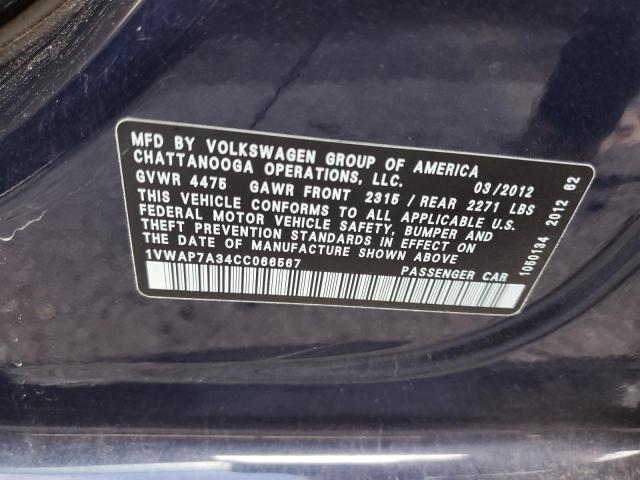 MFD BY VOLKSWAGEN GROUP OF AMERICA
CHATTANOOGA OPERATIONS, LLC. 03/2012
GVWR 4475 GAWR FRONT 2315 / REAR 2271 LBS
THIS VEHICLE CONFORMS TO ALL APPLICABLE U.S.
FEDERAL MOTOR VEHICLE SAFETY, BUMPER AND
THEFT PREVENTION STANDARDS IN EFFECT ON THE
DATE OF MANUFACTURE SHOWN ABOVE
1VWAP7A34CC066567 PASSENGER CAR
1050134 2012 62